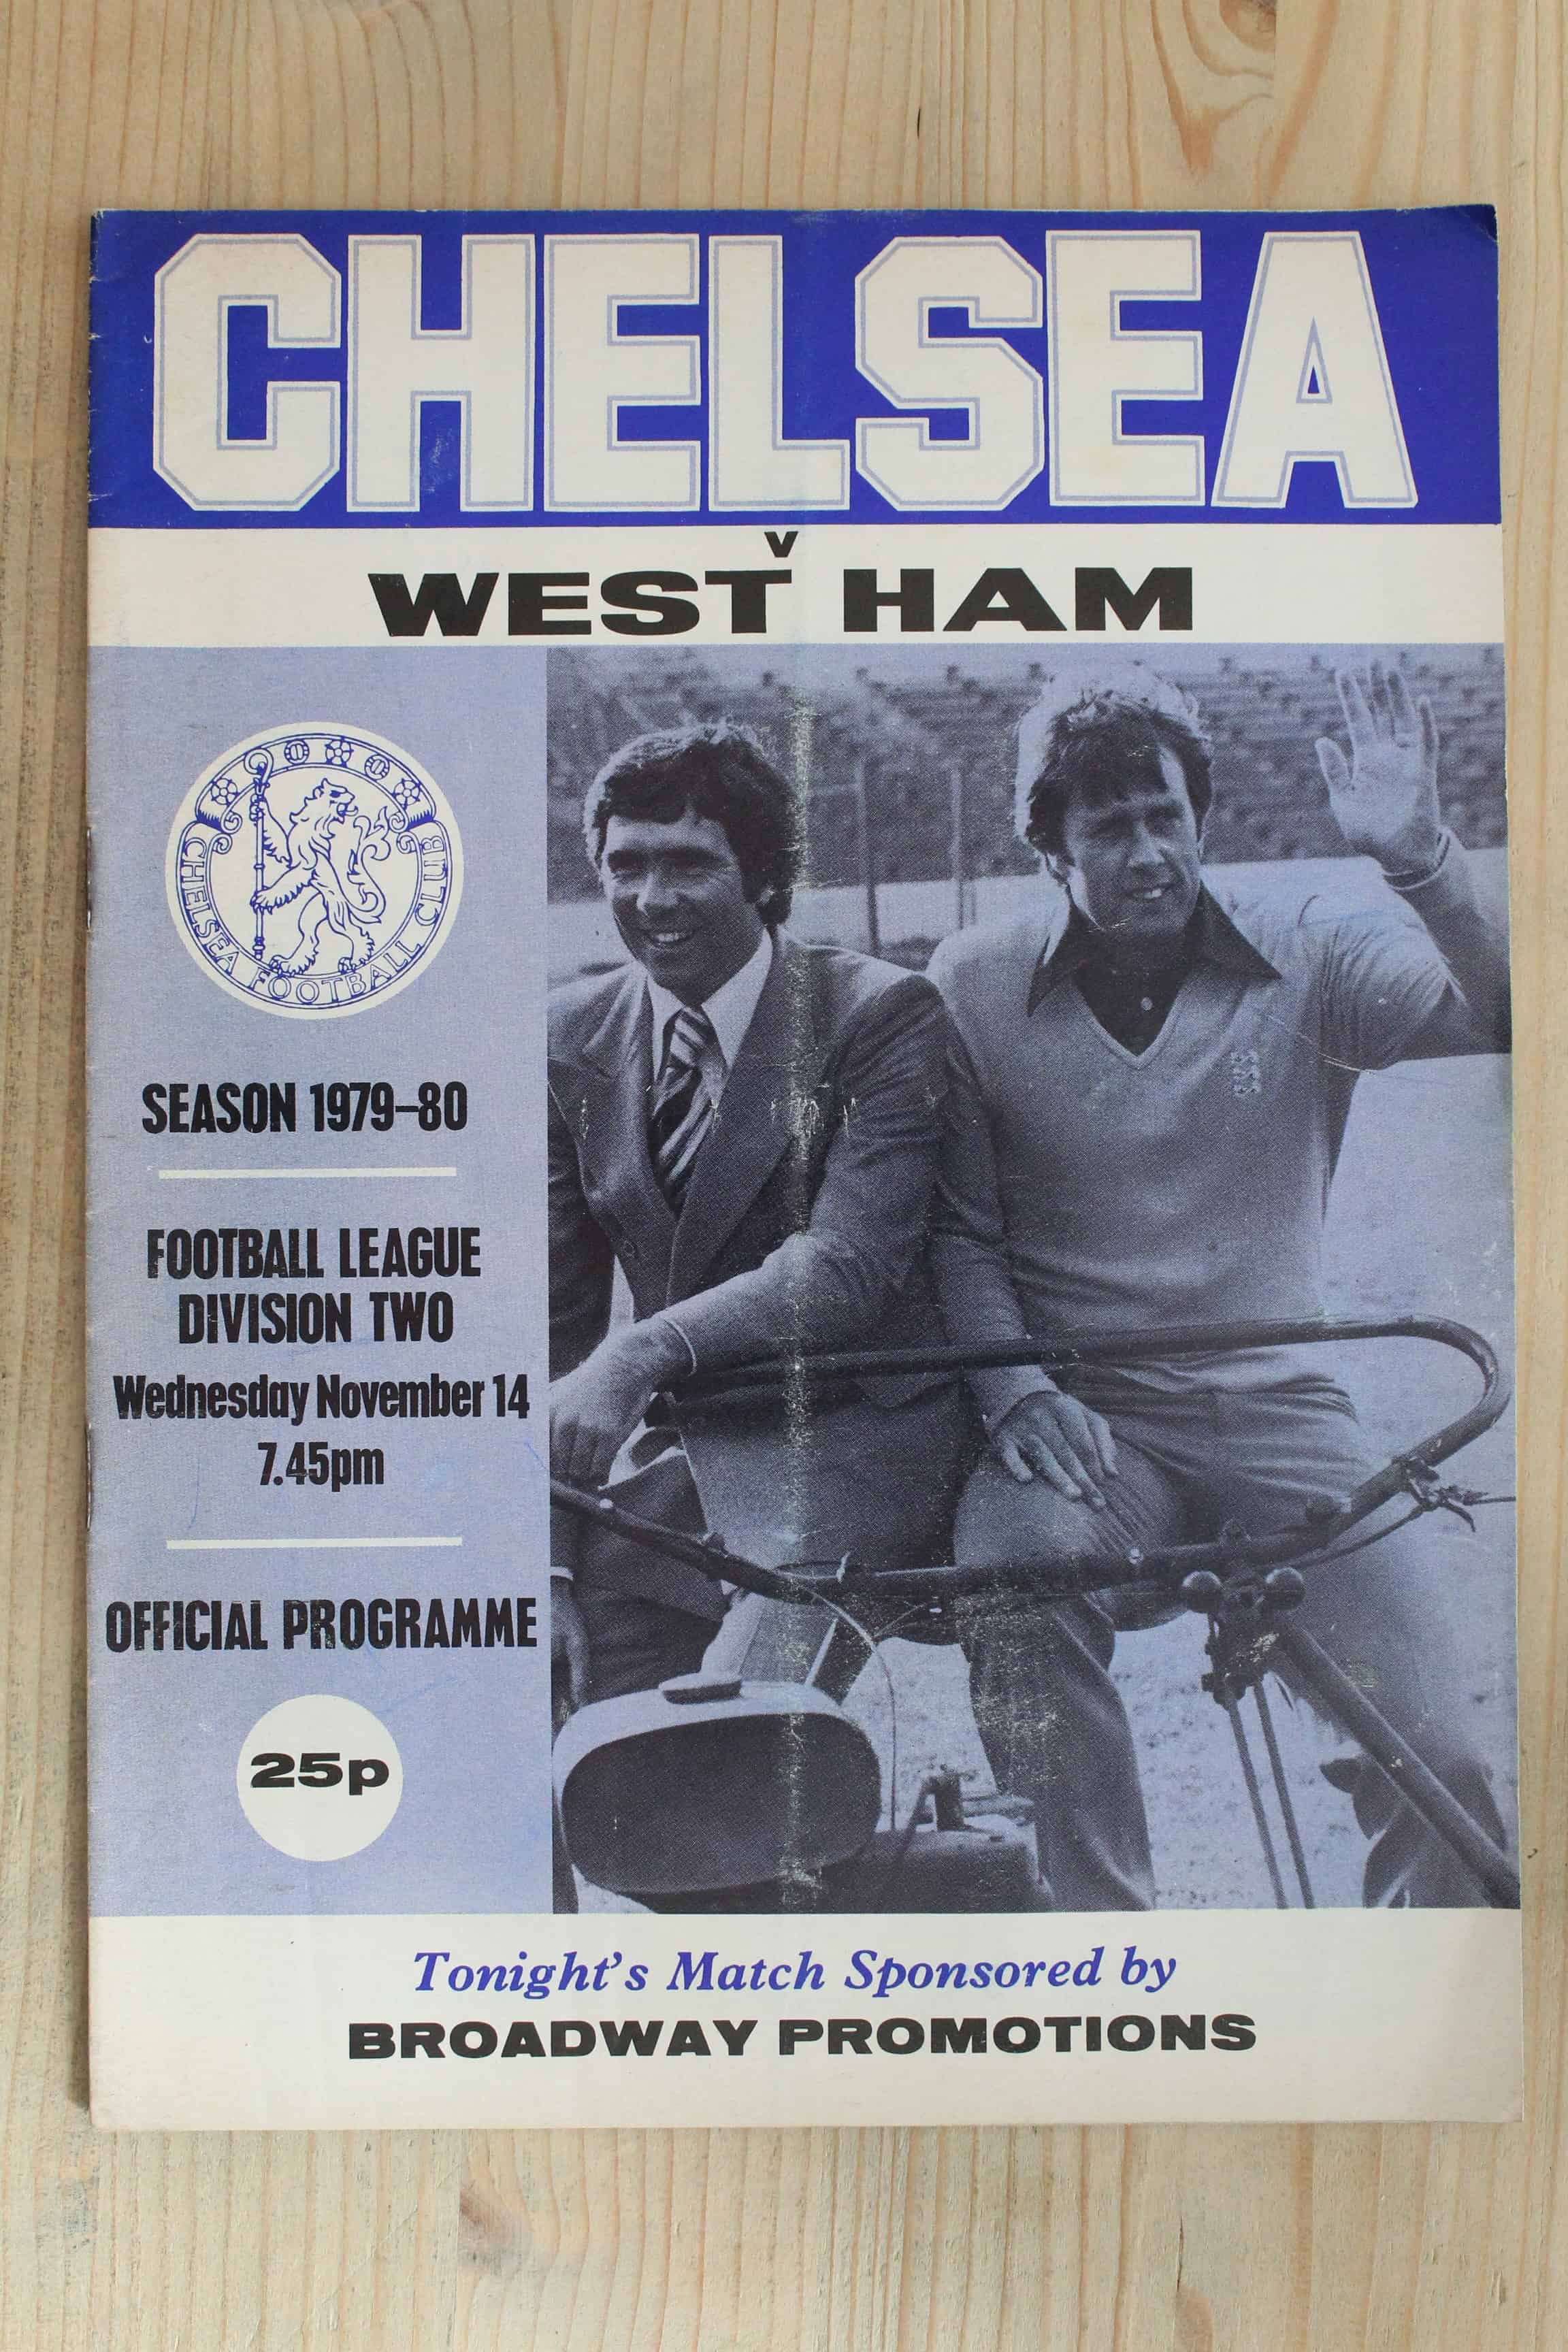 CHELSEA
v
WEST HAM
CHELSEA FOOTBALL CLUB
SEASON 1979–80
FOOTBALL LEAGUE
DIVISION TWO
Wednesday November 14
7.45pm
OFFICIAL PROGRAMME
25p
Tonight's Match Sponsored by
BROADWAY PROMOTIONS